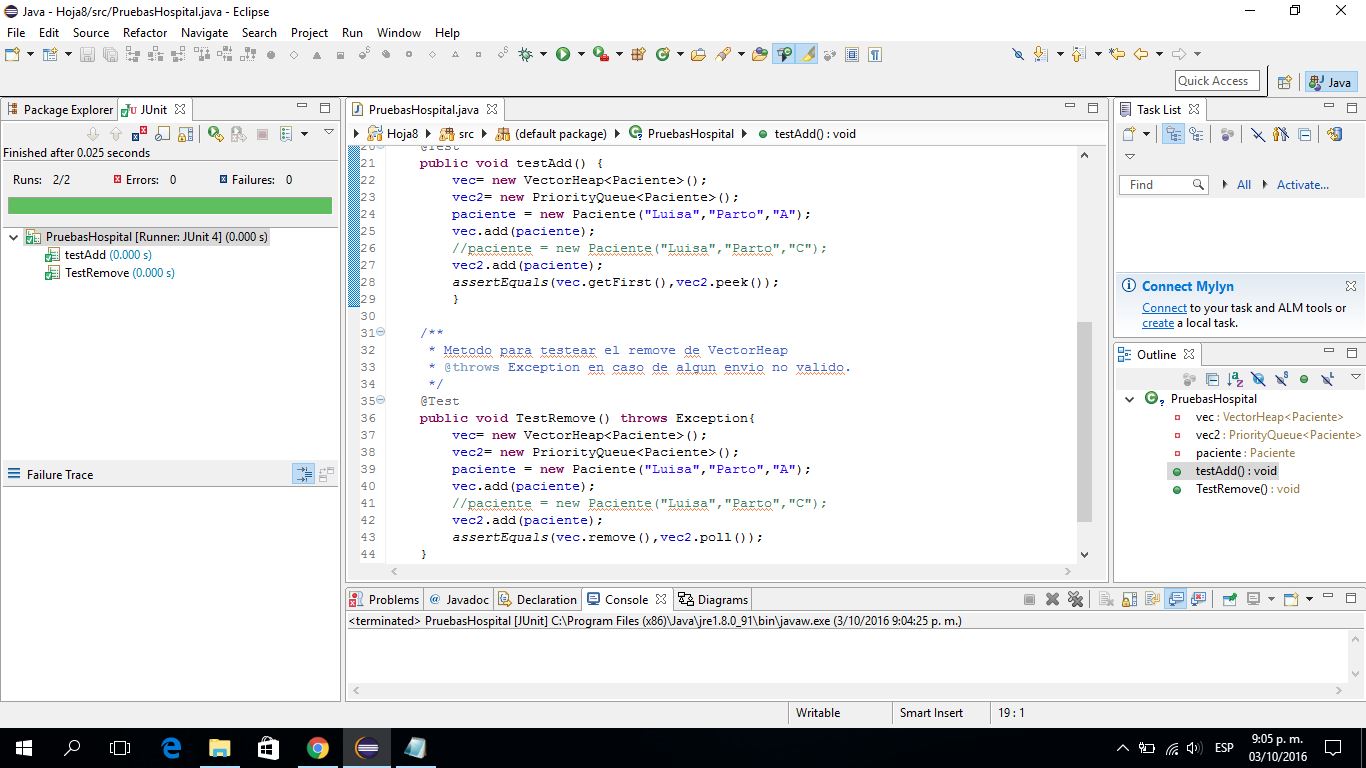 Java - Hoja8/src/PruebasHospital.java - Eclipse
File Edit Source Refactor Navigate Search Project Run Window Help
Quick Access
Java
Package Explorer JUnit
Finished after 0.025 seconds
Runs: 2/2 Errors: 0 Failures: 0
PruebasHospital [Runner: JUnit 4] (0.000 s)
testAdd (0.000 s)
TestRemove (0.000 s)
Failure Trace
PruebasHospital.java
Hoja8 src (default package) PruebasHospital testAdd() : void
20 @Test
21 public void testAdd() {
22 vec= new VectorHeap<Paciente>();
23 vec2= new PriorityQueue<Paciente>();
24 paciente = new Paciente("Luisa","Parto","A");
25 vec.add(paciente);
26 //paciente = new Paciente("Luisa","Parto","C");
27 vec2.add(paciente);
28 assertEquals(vec.getFirst(),vec2.peek());
29 }
30
31 /**
32 * Metodo para testear el remove de VectorHeap
33 * @throws Exception en caso de algun envio no valido.
34 */
35 @Test
36 public void TestRemove() throws Exception{
37 vec= new VectorHeap<Paciente>();
38 vec2= new PriorityQueue<Paciente>();
39 paciente = new Paciente("Luisa","Parto","A");
40 vec.add(paciente);
41 //paciente = new Paciente("Luisa","Parto","C");
42 vec2.add(paciente);
43 assertEquals(vec.remove(),vec2.poll());
44 }
Task List
Find All Activate...
Connect Mylyn
Connect to your task and ALM tools or
create a local task.
Outline
PruebasHospital
vec : VectorHeap<Paciente>
vec2 : PriorityQueue<Paciente>
paciente : Paciente
testAdd() : void
TestRemove() : void
Problems @ Javadoc Declaration Console Diagrams
<terminated> PruebasHospital [JUnit] C:\Program Files (x86)\Java\jre1.8.0_91\bin\javaw.exe (3/10/2016 9:04:25 p. m.)
Writable Smart Insert 19 : 1
ESP
9:05 p. m.
03/10/2016